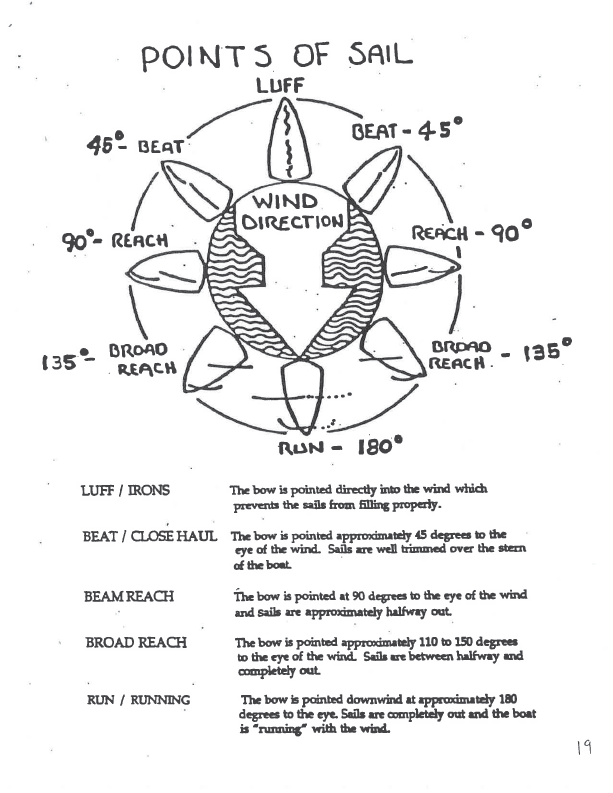 POINTS OF SAIL
LUFF
45°- BEAT
BEAT - 45°
WIND
DIRECTION
90°- REACH
REACH - 90°
135°- BROAD
REACH
BROAD
REACH. - 135°
RUN - 180°
LUFF / IRONS The bow is pointed directly into the wind which
prevents the sails from filling properly.
BEAT / CLOSE HAUL The bow is pointed approximately 45 degrees to the
eye of the wind. Sails are well trimmed over the stern
of the boat.
BEAM REACH The bow is pointed at 90 degrees to the eye of the wind
and sails are approximately halfway out.
BROAD REACH The bow is pointed approximately 110 to 150 degrees
to the eye of the wind. Sails are between halfway and
completely out.
RUN / RUNNING The bow is pointed downwind at approximately 180
degrees to the eye. Sails are completely out and the boat
is "running" with the wind.
19